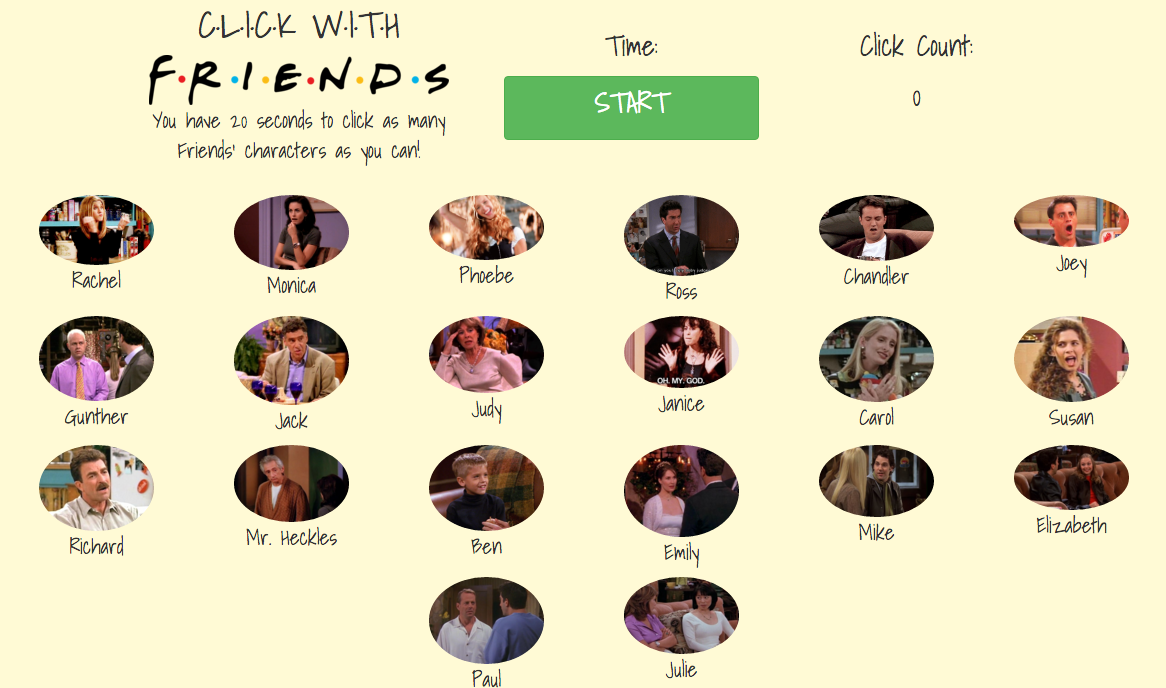 C·L·I·C·K W·I·T·H
F·R·I·E·N·D·S
You have 20 seconds to click as many
Friends' characters as you can!
Time:
START
Click Count:
0
Rachel
Monica
Phoebe
Ross
Chandler
Joey
OH. MY. GOD.
Gunther
Jack
Judy
Janice
Carol
Susan
Richard
Mr. Heckles
Ben
Emily
Mike
Elizabeth
Paul
Julie